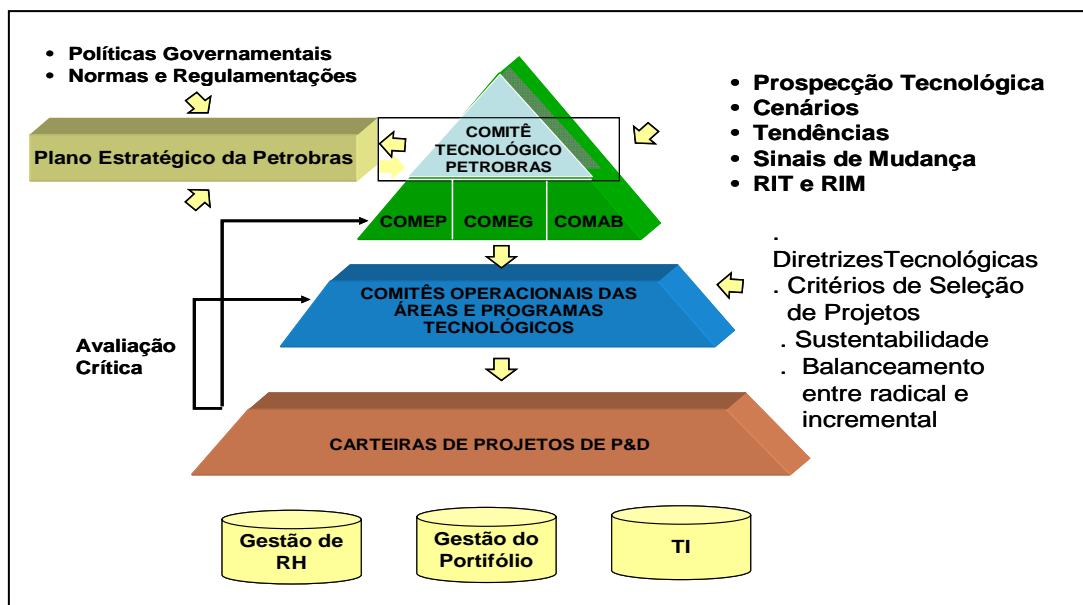 • Políticas Governamentais
• Normas e Regulamentações
Plano Estratégico da Petrobras
COMITÊ
TECNOLÓGICO
PETROBRAS
COMEP
COMEG
COMAB
• Prospecção Tecnológica
• Cenários
• Tendências
• Sinais de Mudança
• RIT e RIM
.
DiretrizesTecnológicas
. Critérios de Seleção
de Projetos
. Sustentabilidade
. Balanceamento
entre radical e
incremental
COMITÊS OPERACIONAIS DAS
ÁREAS E PROGRAMAS
TECNOLÓGICOS
Avaliação
Crítica
CARTEIRAS DE PROJETOS DE P&D
Gestão de
RH
Gestão do
Portifólio
TI